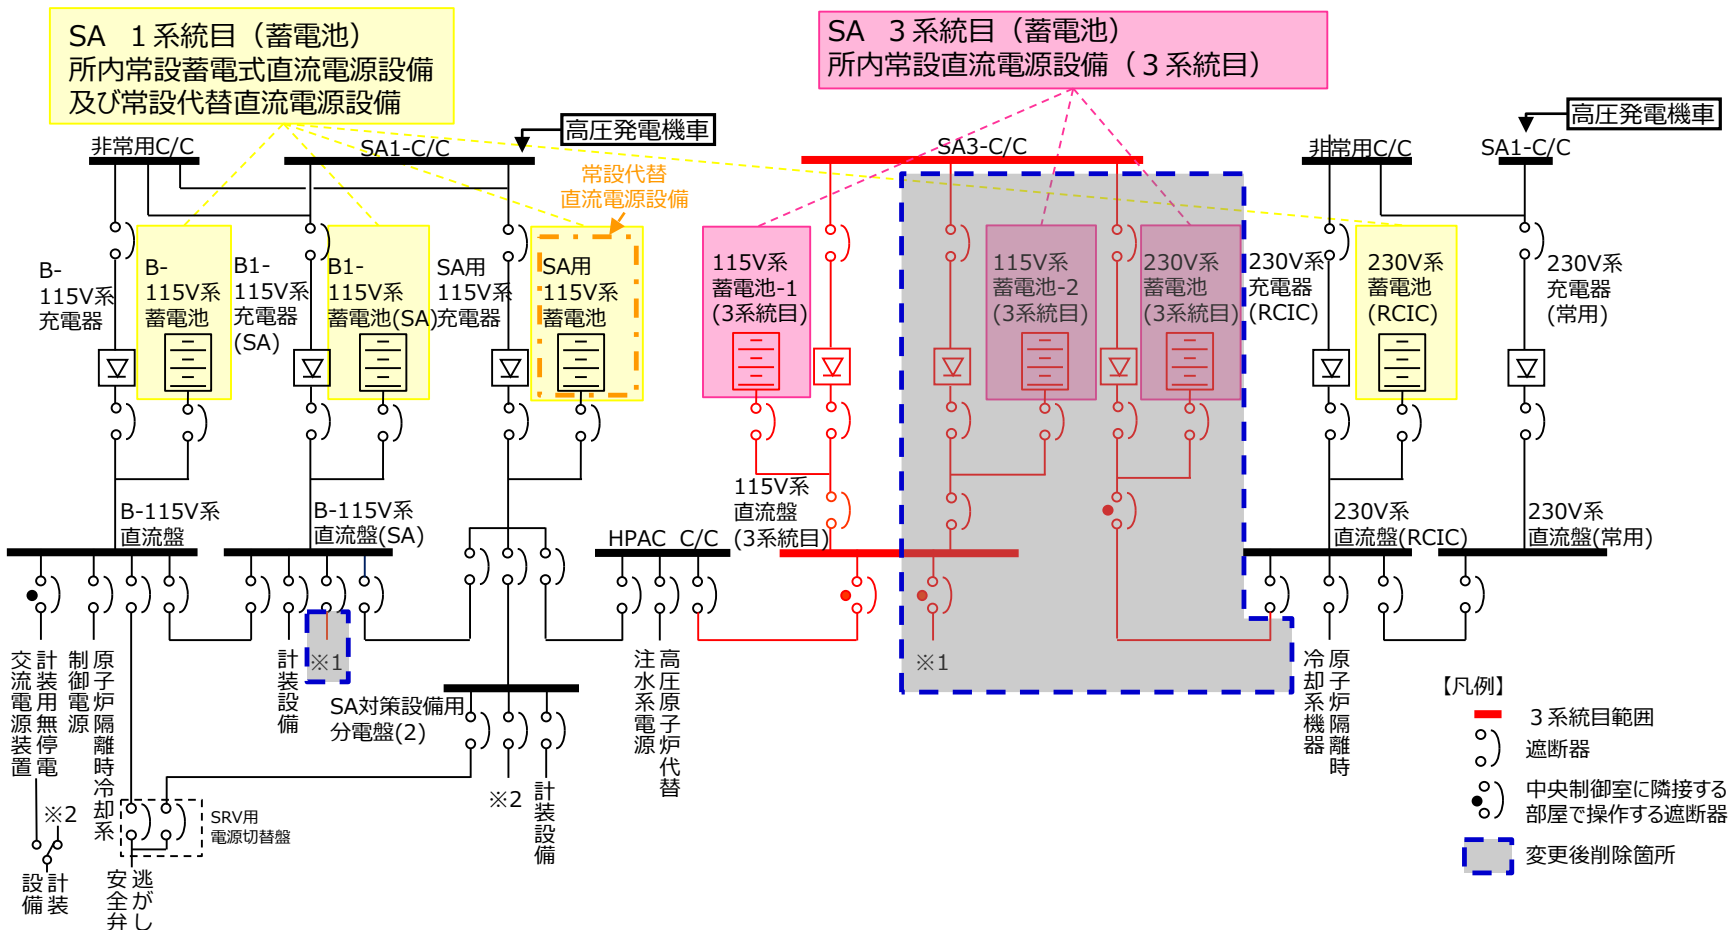 SA １系統目（蓄電池）
所内常設蓄電式直流電源設備
及び常設代替直流電源設備
SA ３系統目（蓄電池）
所内常設直流電源設備（３系統目）
高圧発電機車
高圧発電機車
非常用C/C
SA1-C/C
SA3-C/C
非常用C/C
SA1-C/C
常設代替
直流電源設備
B-
115V系
充電器
B-
115V系
蓄電池
B1-
115V系
充電器
(SA)
B1-
115V系
蓄電池(SA)
SA用
115V系
充電器
SA用
115V系
蓄電池
115V系
蓄電池-1
(3系統目)
115V系
蓄電池-2
(3系統目)
230V系
蓄電池
(3系統目)
230V系
充電器
(RCIC)
230V系
蓄電池
(RCIC)
230V系
充電器
(常用)
B-115V系
直流盤
B-115V系
直流盤(SA)
HPAC C/C
115V系
直流盤
(3系統目)
230V系
直流盤(RCIC)
230V系
直流盤(常用)
計装用無停電
交流電源装置
原子炉隔離時冷却系
制御電源
計装設備
※1
SA対策設備用
分電盤(2)
高圧原子炉代替
注水系電源
※1
原子炉隔離時
冷却系機器
※2
計装設備
※2
計装
設備
SRV用
電源切替盤
逃がし
安全弁
【凡例】
３系統目範囲
遮断器
中央制御室に隣接する
部屋で操作する遮断器
変更後削除箇所